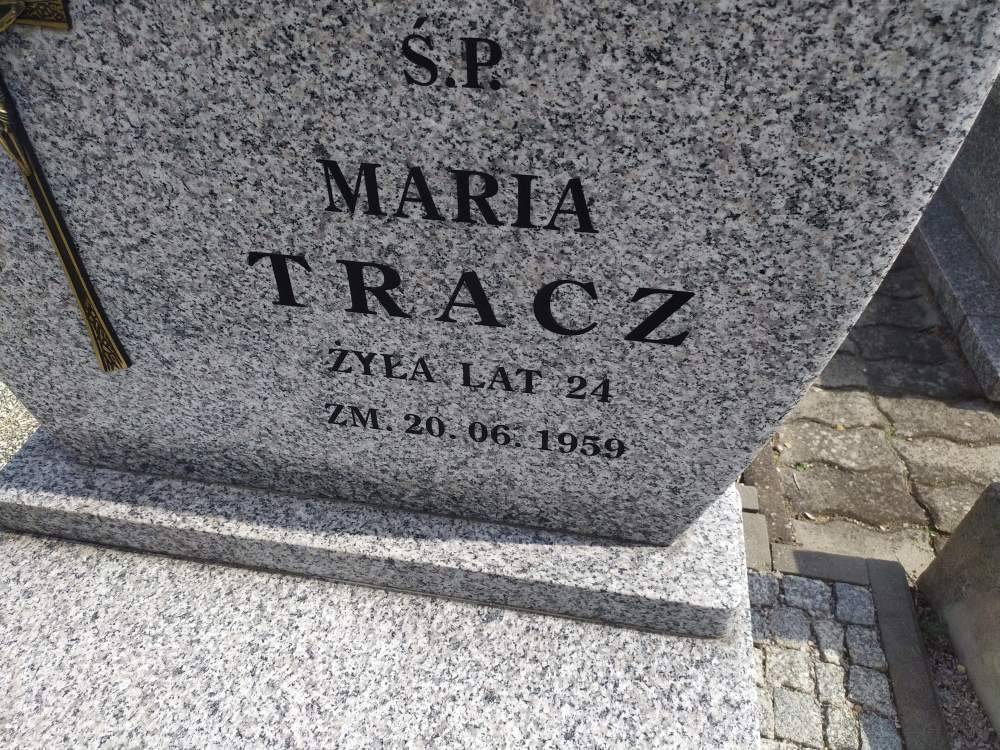 Ś.P.
MARIA
TRACZ
ŻYŁA LAT 24
ZM. 20.06.1959